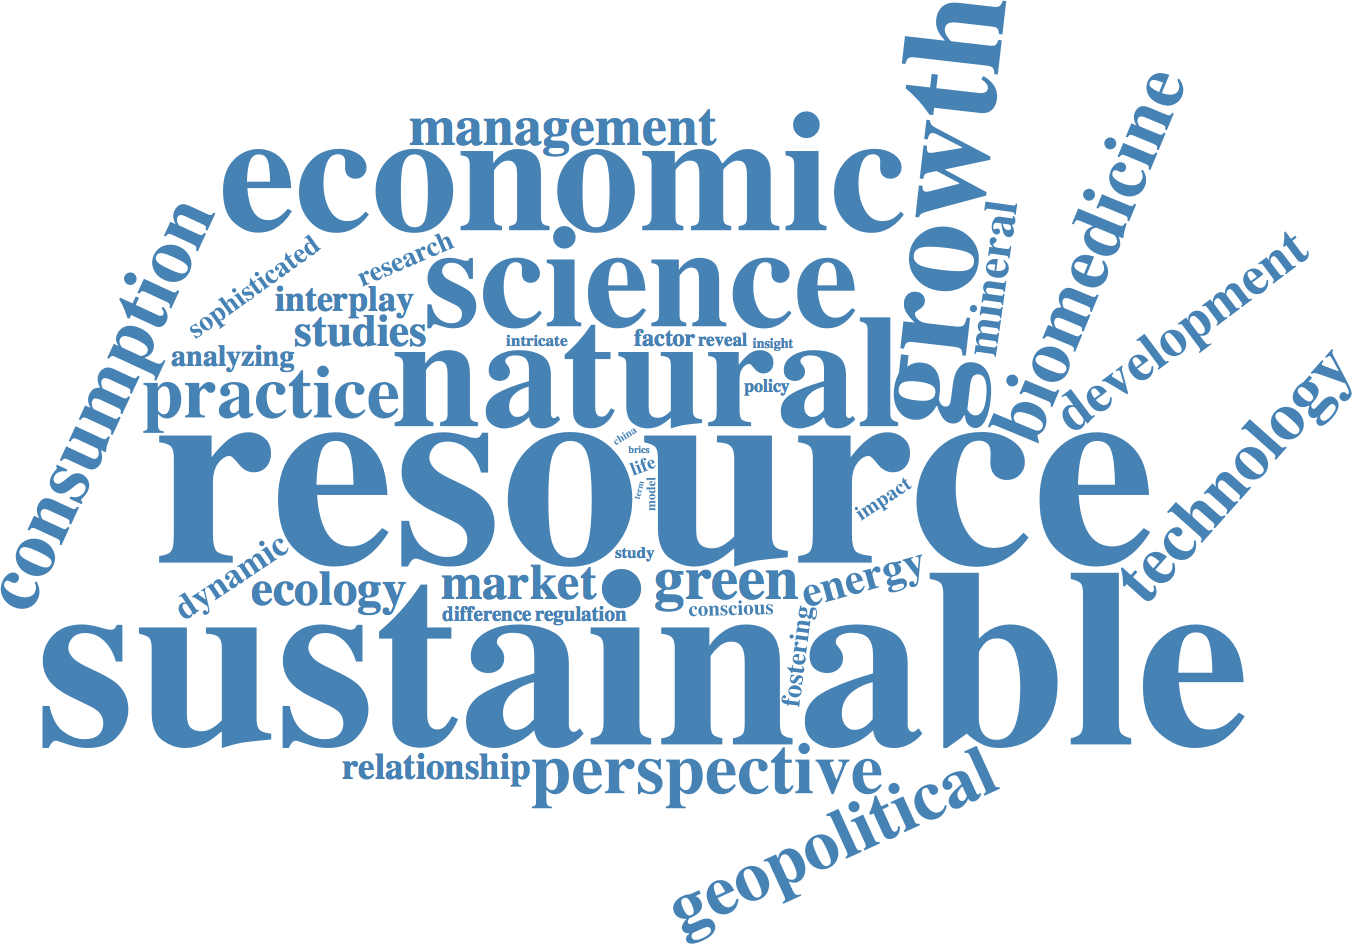 growth
management
economic
biomedicine
consumption
sophisticated
research
science
mineral
development
interplay
studies
natural
intricate
factor
reveal
insight
analyzing
practice
policy
technology
resource
china
brics
life
term
model
impact
study
dynamic
ecology
market
green
energy
conscious
difference
regulation
fostering
sustainable
relationship
perspective
geopolitical